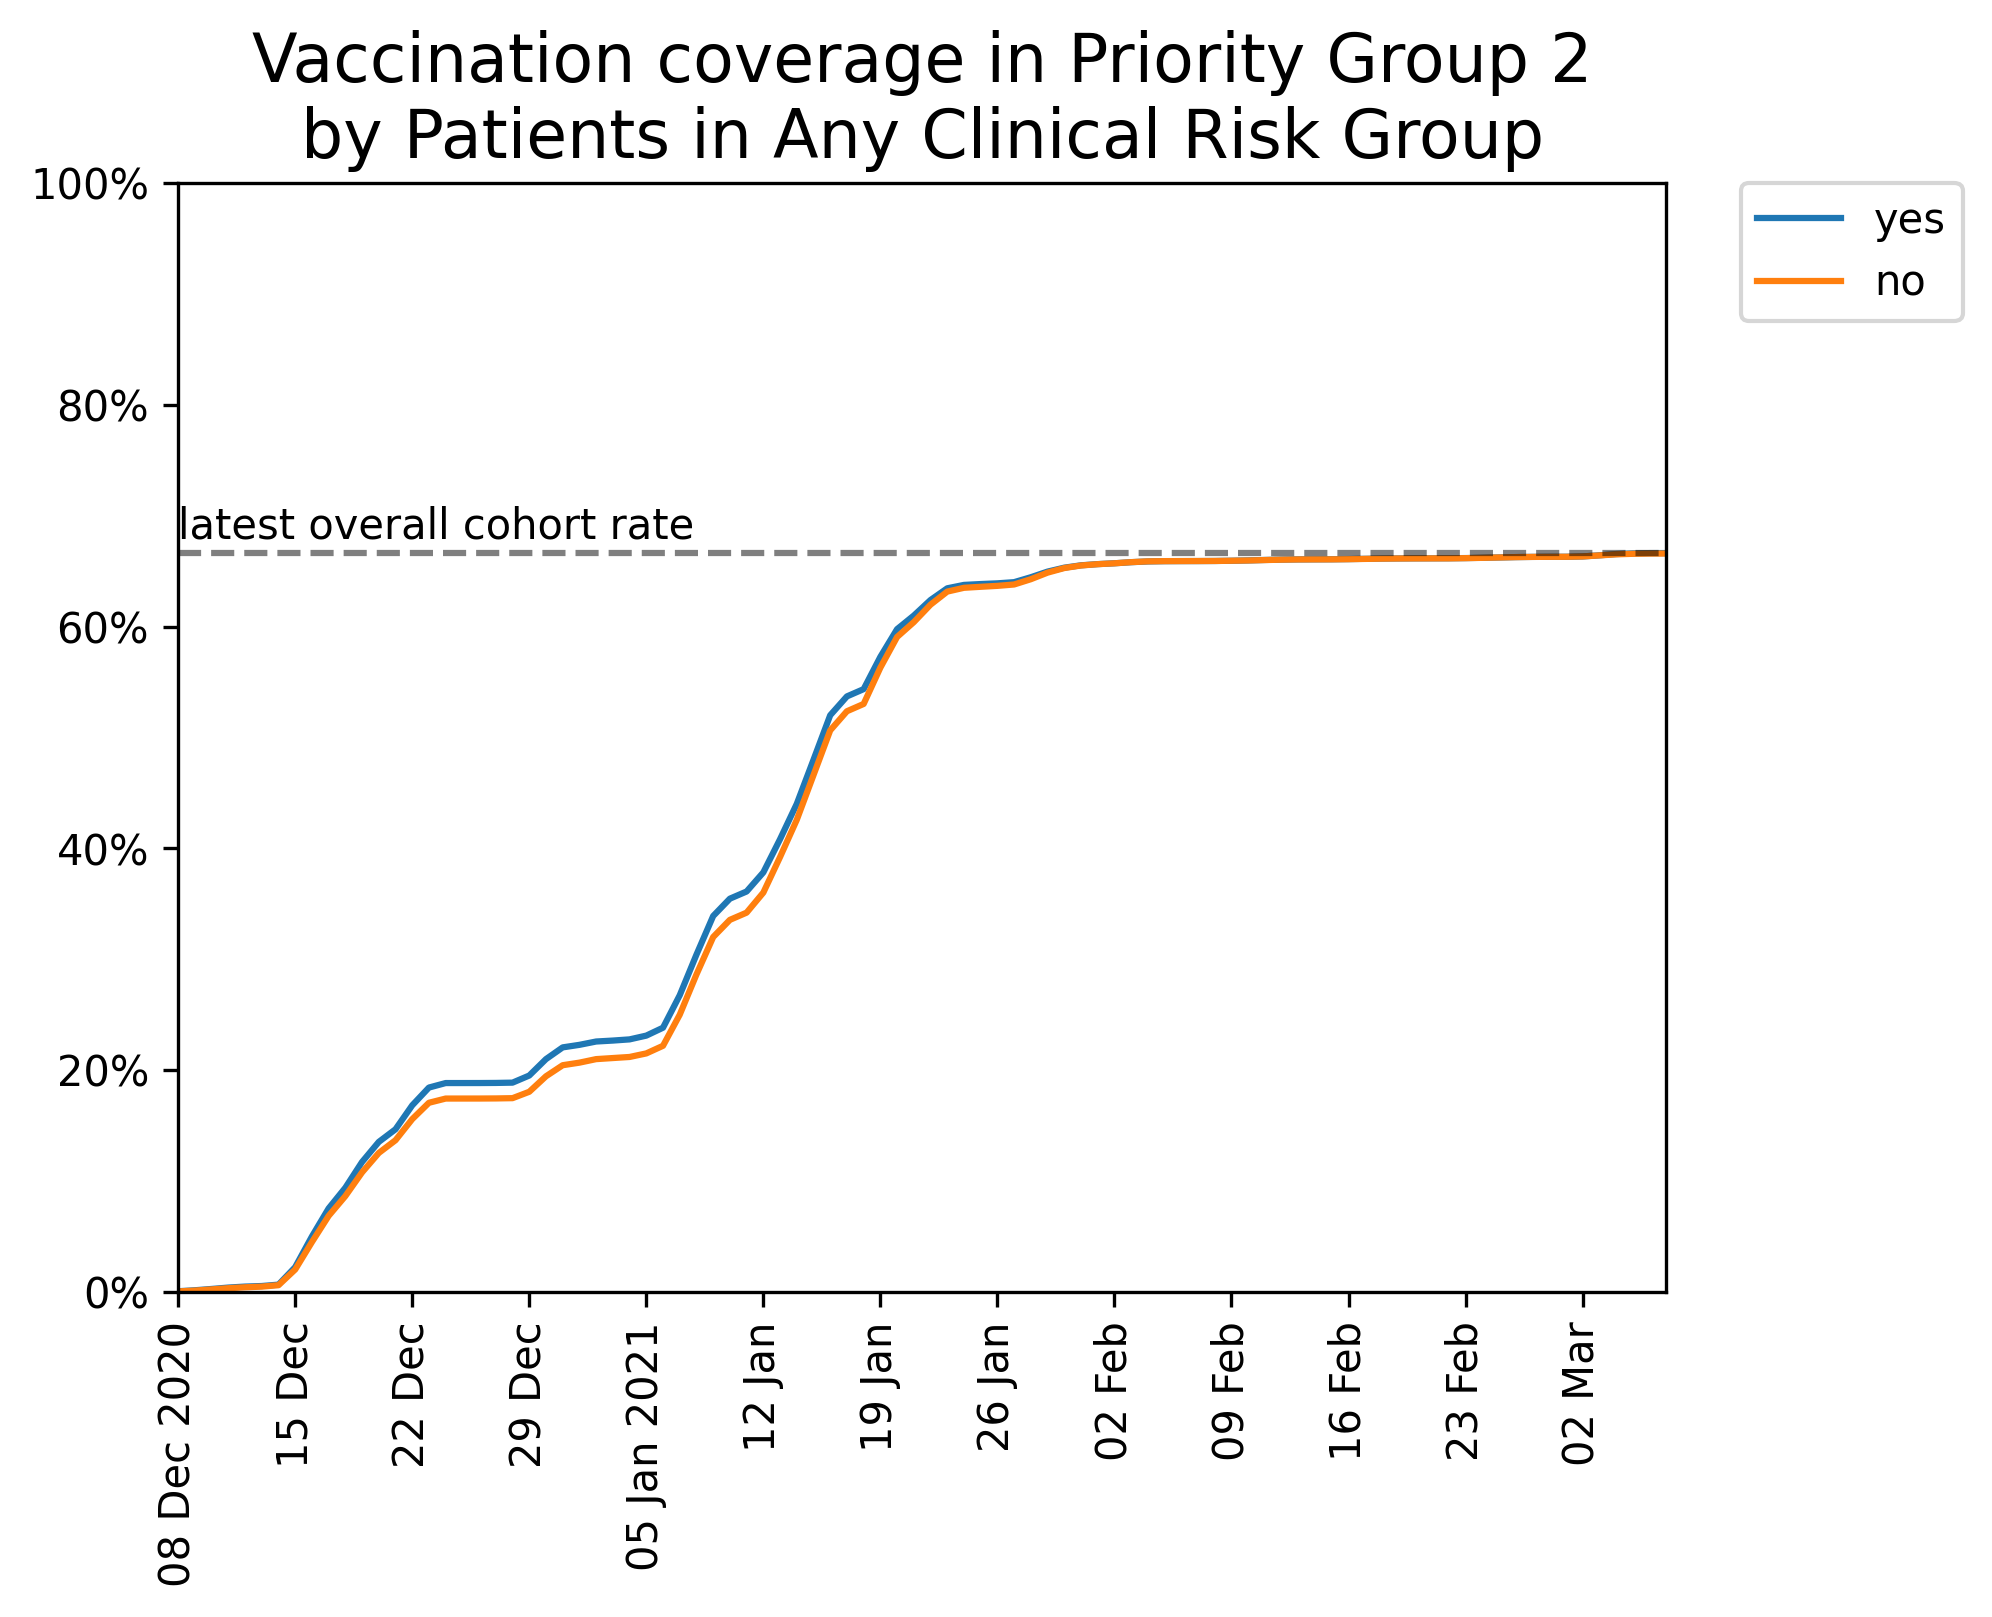 Vaccination coverage in Priority Group 2
by Patients in Any Clinical Risk Group
100%
80%
60%
40%
20%
0%
latest overall cohort rate
yes
no
08 Dec 2020
15 Dec
22 Dec
29 Dec
05 Jan 2021
12 Jan
19 Jan
26 Jan
02 Feb
09 Feb
16 Feb
23 Feb
02 Mar